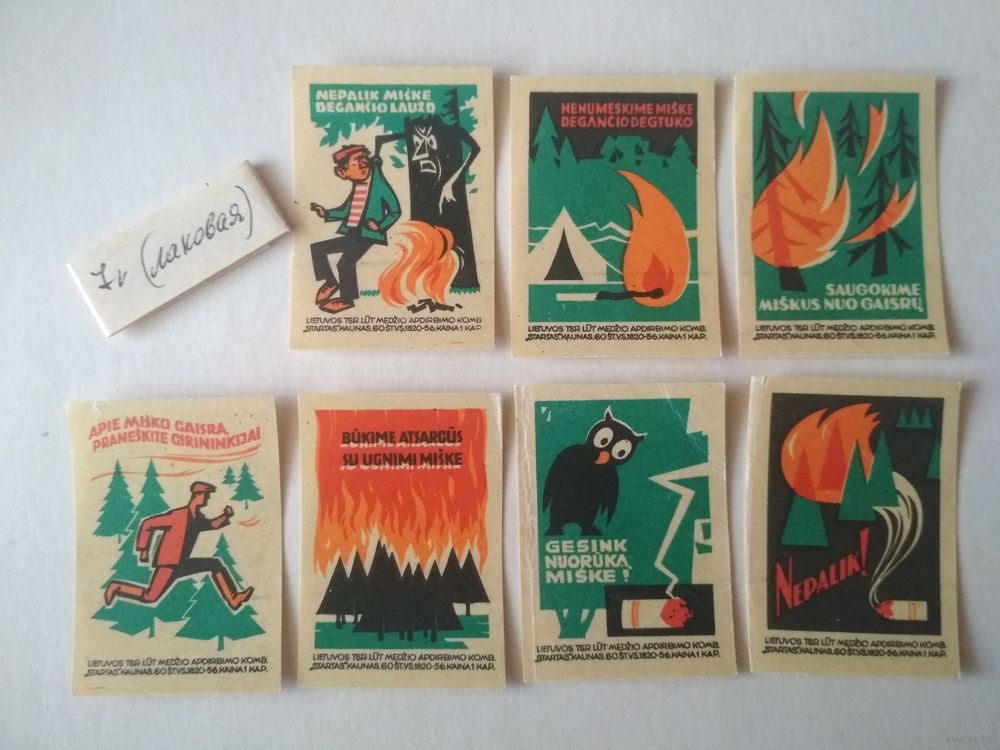 7г (лаковая)
NEPALIK MIŠKE
DEGANČIO LAUŽO
LIETUVOS TSR LŪT MEDŽIO APDIRBIMO KOMB.
„STARTAS“ KAUNAS. 60 ŠT. VS. 1820-56. KAINA 1 KAP.
NENUMESKIME MIŠKE
DEGANČIO DEGTUKO
LIETUVOS TSR LŪT MEDŽIO APDIRBIMO KOMB.
„STARTAS“ KAUNAS. 60 ŠT. VS. 1820-56. KAINA 1 KAP.
SAUGOKIME
MIŠKUS NUO GAISRŲ
LIETUVOS TSR LŪT MEDŽIO APDIRBIMO KOMB.
„STARTAS“ KAUNAS. 60 ŠT. VS. 1820-56. KAINA 1 KAP.
APIE MIŠKO GAISRĄ,
PRANEŠKITE GIRININKIJAI
LIETUVOS TSR LŪT MEDŽIO APDIRBIMO KOMB.
„STARTAS“ KAUNAS. 60 ŠT. VS. 1820-56. KAINA 1 KAP.
BŪKIME ATSARGŪS
SU UGNIMI MIŠKE
LIETUVOS TSR LŪT MEDŽIO APDIRBIMO KOMB.
„STARTAS“ KAUNAS. 60 ŠT. VS. 1820-56. KAINA 1 KAP.
GESINK
NUORŪKĄ
MIŠKE!
LIETUVOS TSR LŪT MEDŽIO APDIRBIMO KOMB.
„STARTAS“ KAUNAS. 60 ŠT. VS. 1820-56. KAINA 1 KAP.
NEPALIK!
LIETUVOS TSR LŪT MEDŽIO APDIRBIMO KOMB.
„STARTAS“ KAUNAS. 60 ŠT. VS. 1820-56. KAINA 1 KAP.
www.ay.by